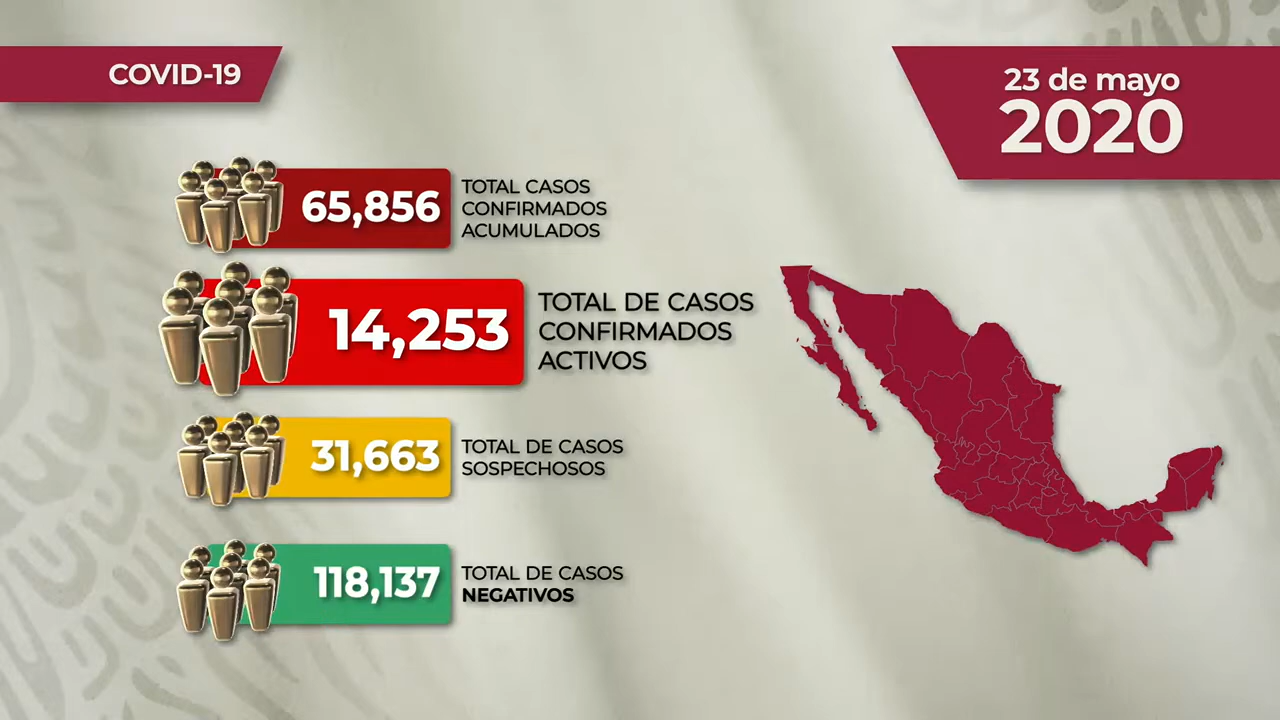 COVID-19
23 de mayo
2020
65,856
TOTAL CASOS
CONFIRMADOS
ACUMULADOS
14,253
TOTAL DE CASOS
CONFIRMADOS
ACTIVOS
31,663
TOTAL DE CASOS
SOSPECHOSOS
118,137
TOTAL DE CASOS
NEGATIVOS